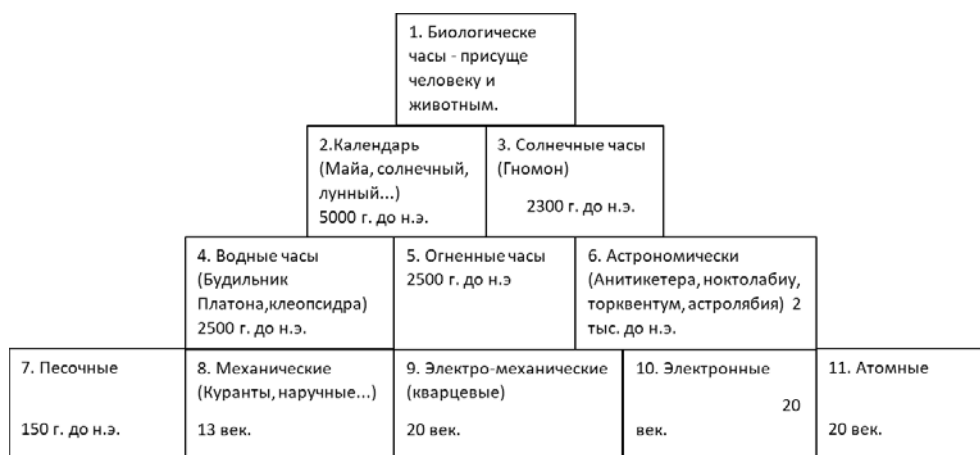 1. Биологическе
часы - присуще
человеку и
животным.
2.Календарь
(Майа, солнечный,
лунный...)
5000 г. до н.э.
3. Солнечные часы
(Гномон)
2300 г. до н.э.
4. Водные часы
(Будильник
Платона,клеопсидра)
2500 г. до н.э.
5. Огненные часы
2500 г. до н.э
6. Астрономически
(Анитикетера, ноктолабиу,
торквентум, астролябия) 2
тыс. до н.э.
7. Песочные
150 г. до н.э.
8. Механические
(Куранты, наручные...)
13 век.
9. Электро-механические
(кварцевые)
20 век.
10. Электронные
20
век.
11. Атомные
20 век.